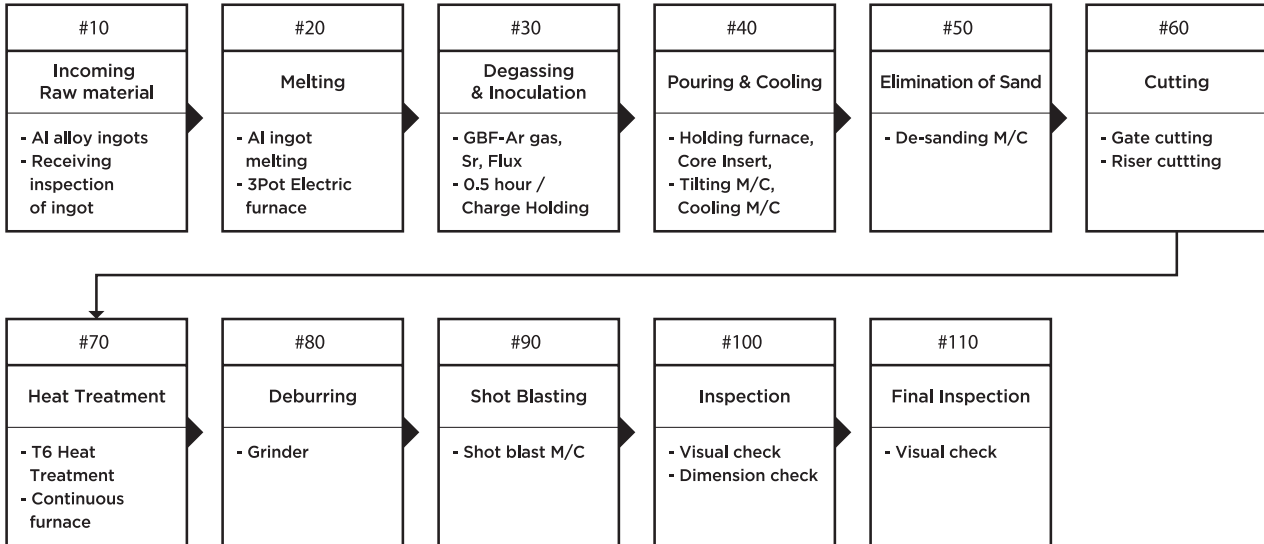 #10
Incoming
Raw material
- Al alloy ingots
- Receiving
inspection
of ingot
#20
Melting
- Al ingot
melting
- 3Pot Electric
furnace
#30
Degassing
& Inoculation
- GBF-Ar gas,
Sr, Flux
- 0.5 hour /
Charge Holding
#40
Pouring & Cooling
- Holding furnace,
Core Insert,
- Tilting M/C,
Cooling M/C
#50
Elimination of Sand
- De-sanding M/C
#60
Cutting
- Gate cutting
- Riser cuttting
#70
Heat Treatment
- T6 Heat
Treatment
- Continuous
furnace
#80
Deburring
- Grinder
#90
Shot Blasting
- Shot blast M/C
#100
Inspection
- Visual check
- Dimension check
#110
Final Inspection
- Visual check